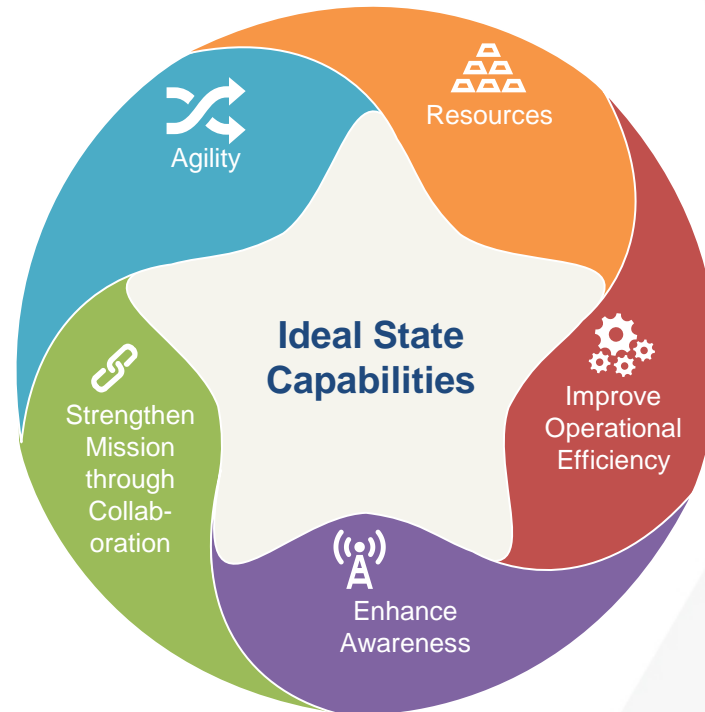 Resources
Agility
Ideal State
Capabilities
Improve
Operational
Efficiency
Strengthen
Mission
through
Collab-
oration
Enhance
Awareness